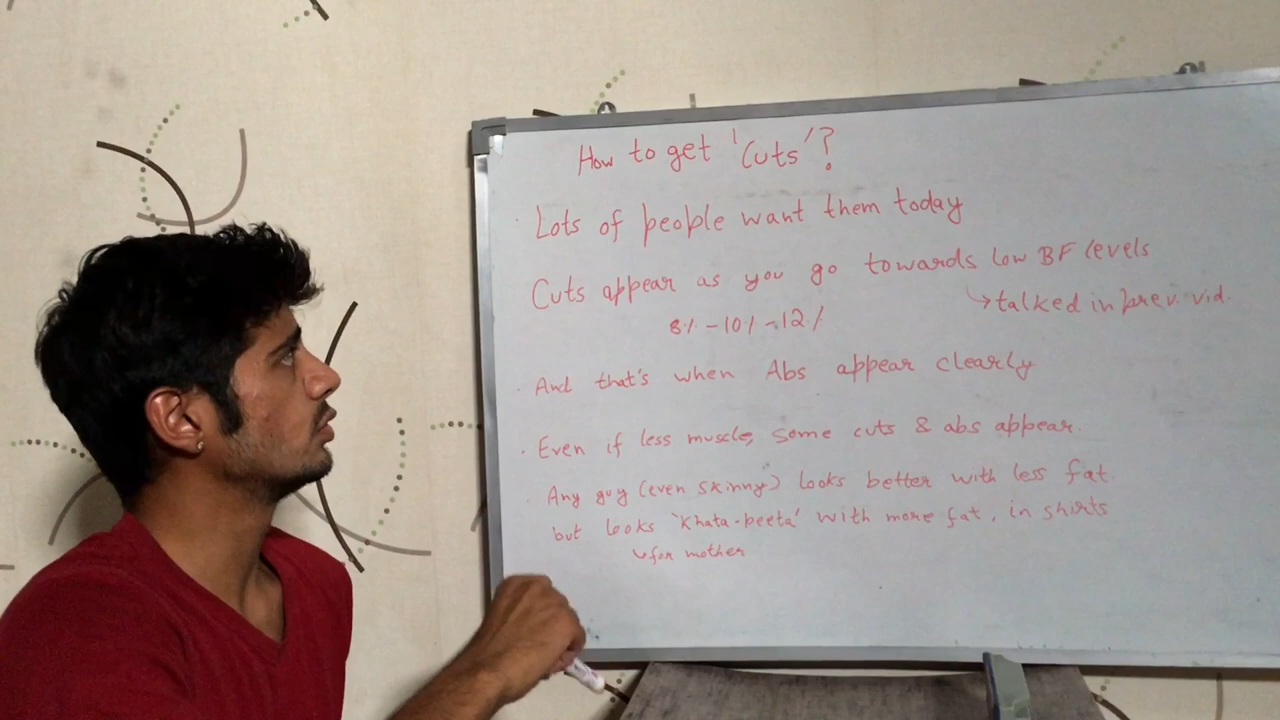 How to get 'Cuts'?
· Lots of people want them today
Cuts appear as you go towards low BF levels
↳ talked in prev. vid.
8% - 10% - 12%
· And that's when Abs appear clearly
· Even if less muscle, some cuts & abs appear.
Any guy (even skinny) looks better with less fat.
but looks 'Khata-peeta' with more fat, in shirts
↳ for mother